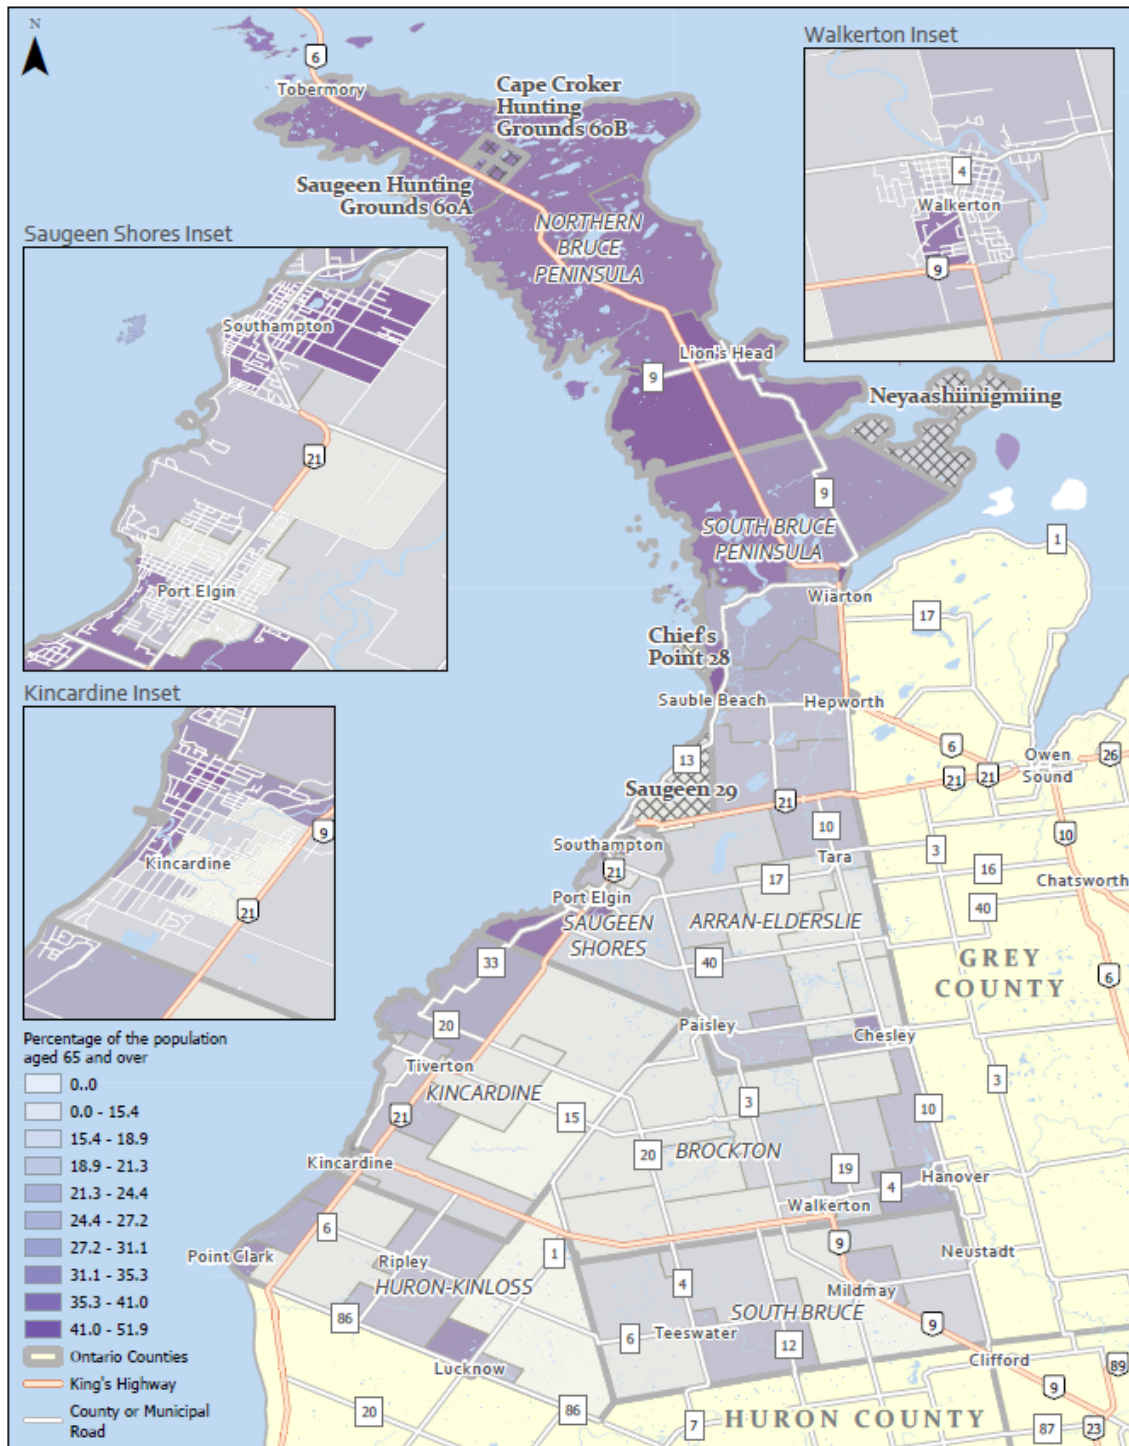 N
6
Tobermory
Cape Croker
Hunting
Grounds 60B
Saugeen Hunting
Grounds 60A
NORTHERN
BRUCE
PENINSULA
Walkerton Inset
4
Walkerton
9
Saugeen Shores Inset
Southampton
21
Port Elgin
Lion's Head
9
Neyaashiinigmiing
9
SOUTH BRUCE
PENINSULA
1
Wiarton
17
Chief's
Point 28
Sauble Beach
Hepworth
6
26
Owen
Sound
21
21
13
Saugeen 29
21
10
10
Kincardine Inset
9
Kincardine
21
Southampton
21
Tara
3
16
Chatsworth
17
40
Port Elgin
SAUGEEN
SHORES
ARRAN-ELDERSLIE
33
40
GREY
COUNTY
6
20
Paisley
Chesley
Tiverton
KINCARDINE
3
3
21
15
10
20
BROCKTON
Kincardine
19
4
Hanover
Walkerton
6
1
9
Neustadt
Point Clark
Ripley
HURON-KINLOSS
4
Mildmay
86
SOUTH BRUCE
6
Teeswater
12
9
Lucknow
Clifford
89
9
20
86
7
HURON COUNTY
87
23
Percentage of the population
aged 65 and over
0..0
0.0 - 15.4
15.4 - 18.9
18.9 - 21.3
21.3 - 24.4
24.4 - 27.2
27.2 - 31.1
31.1 - 35.3
35.3 - 41.0
41.0 - 51.9
Ontario Counties
King's Highway
County or Municipal
Road